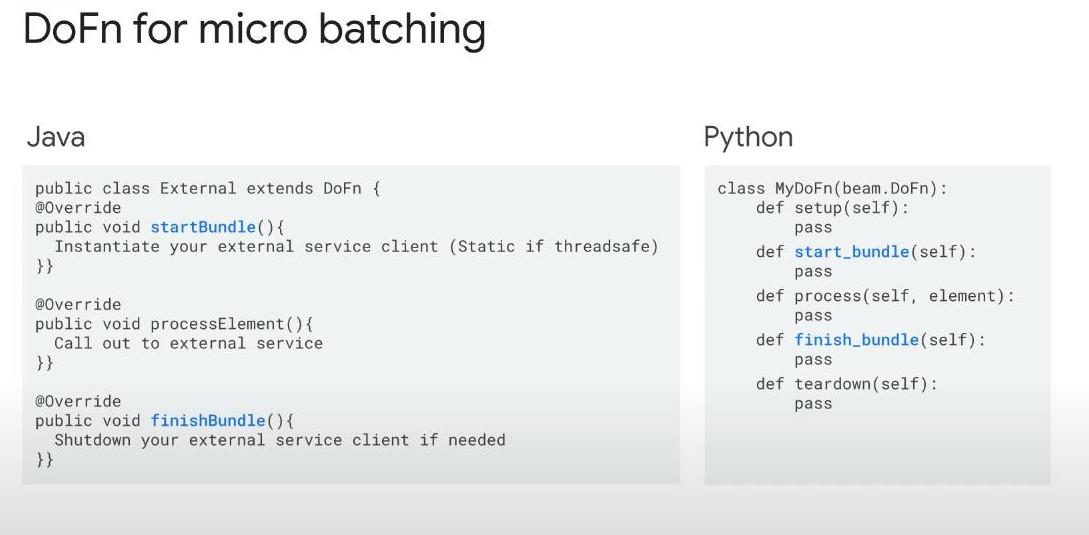 DoFn for micro batching
Java
public class External extends DoFn {
@Override
public void startBundle(){
  Instantiate your external service client (Static if threadsafe)
}}
@Override
public void processElement(){
  Call out to external service
}}
@Override
public void finishBundle(){
  Shutdown your external service client if needed
}}
Python
class MyDoFn(beam.DoFn):
    def setup(self):
        pass
    def start_bundle(self):
        pass
    def process(self, element):
        pass
    def finish_bundle(self):
        pass
    def teardown(self):
        pass